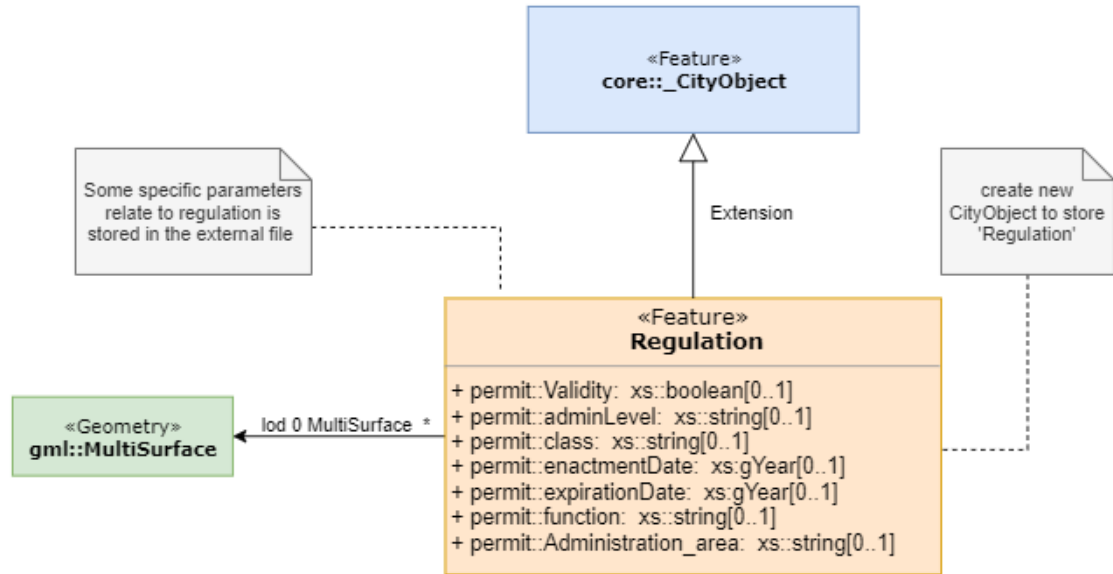 «Feature»
core::_CityObject
Some specific parameters
relate to regulation is
stored in the external file
create new
CityObject to store
'Regulation'
Extension
«Feature»
Regulation
+ permit::Validity:  xs::boolean[0..1]
+ permit::adminLevel:  xs::string[0..1]
+ permit::class:  xs::string[0..1]
+ permit::enactmentDate:  xs:gYear[0..1]
+ permit::expirationDate:  xs:gYear[0..1]
+ permit::function:  xs::string[0..1]
+ permit::Administration_area:  xs::string[0..1]
«Geometry»
gml::MultiSurface
lod 0 MultiSurface  *